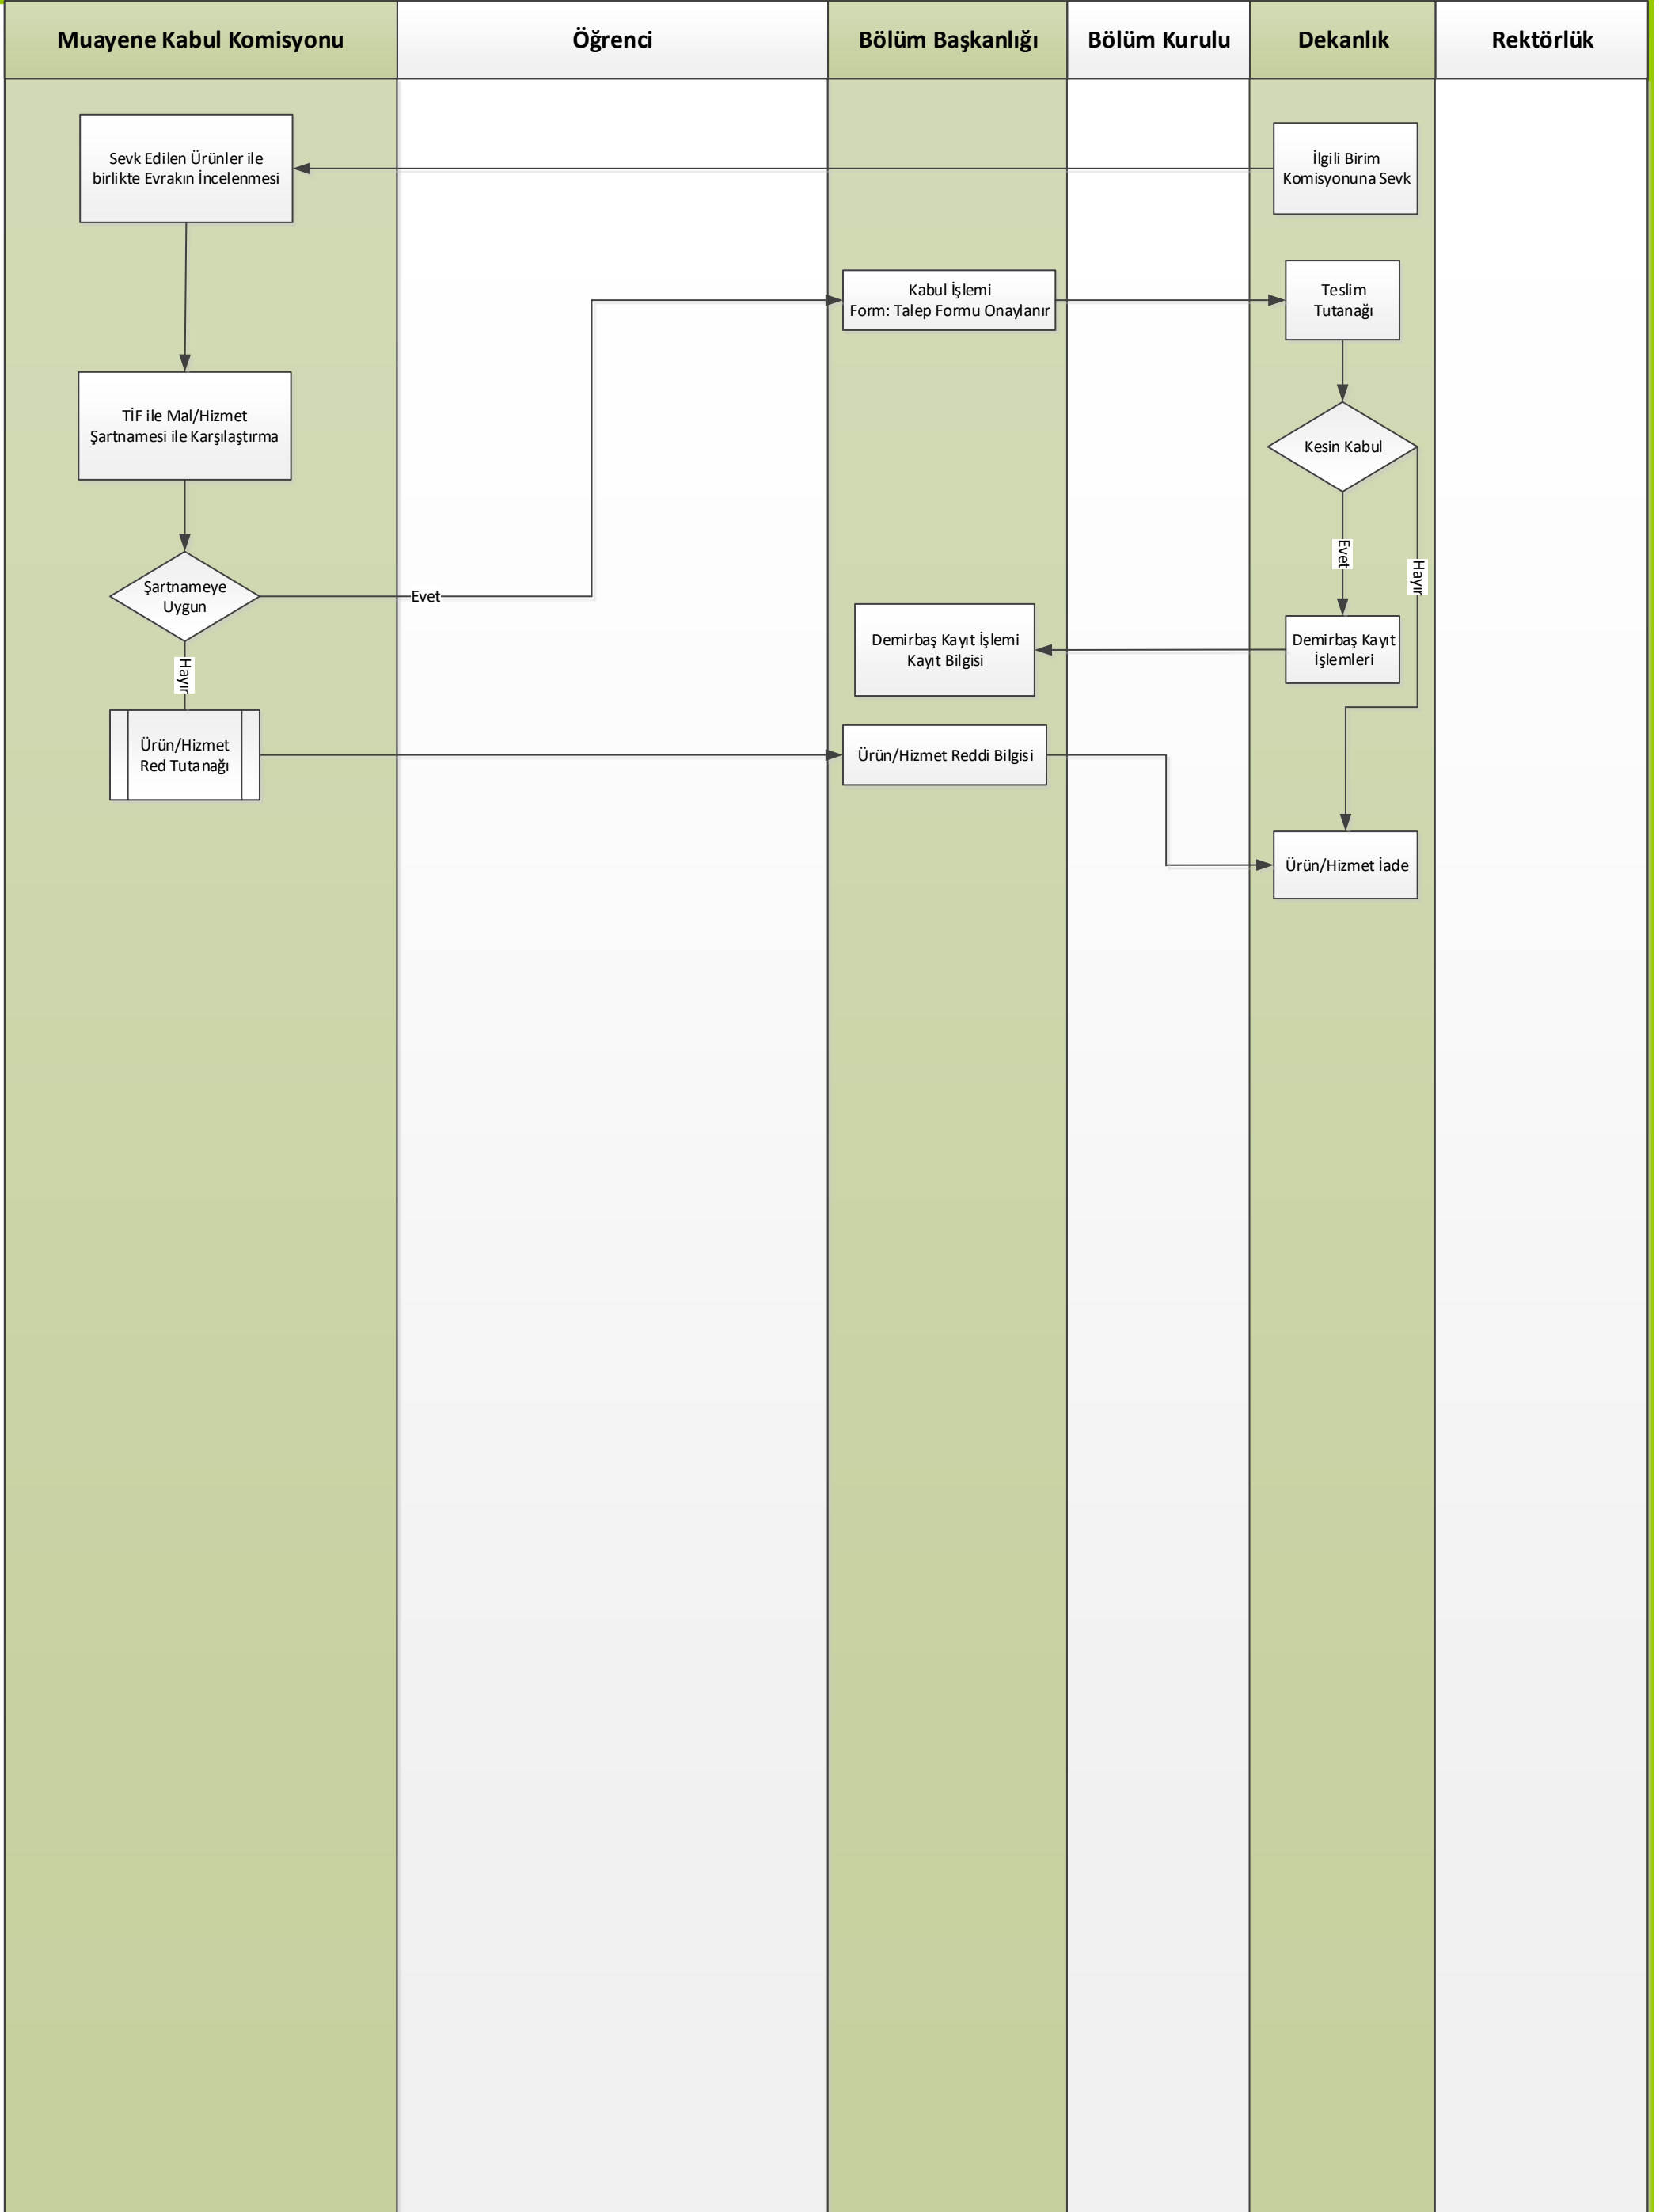 Muayene Kabul Komisyonu
Öğrenci
Bölüm Başkanlığı
Bölüm Kurulu
Dekanlık
Rektörlük
Sevk Edilen Ürünler ile
birlikte Evrakın İncelenmesi
İlgili Birim
Komisyonuna Sevk
Kabul İşlemi
Form: Talep Formu Onaylanır
Teslim
Tutanağı
TİF ile Mal/Hizmet
Şartnamesi ile Karşılaştırma
Kesin Kabul
Evet
Hayır
Şartnameye
Uygun
Evet
Demirbaş Kayıt İşlemi
Kayıt Bilgisi
Demirbaş Kayıt
İşlemleri
Hayır
Ürün/Hizmet
Red Tutanağı
Ürün/Hizmet Reddi Bilgisi
Ürün/Hizmet İade